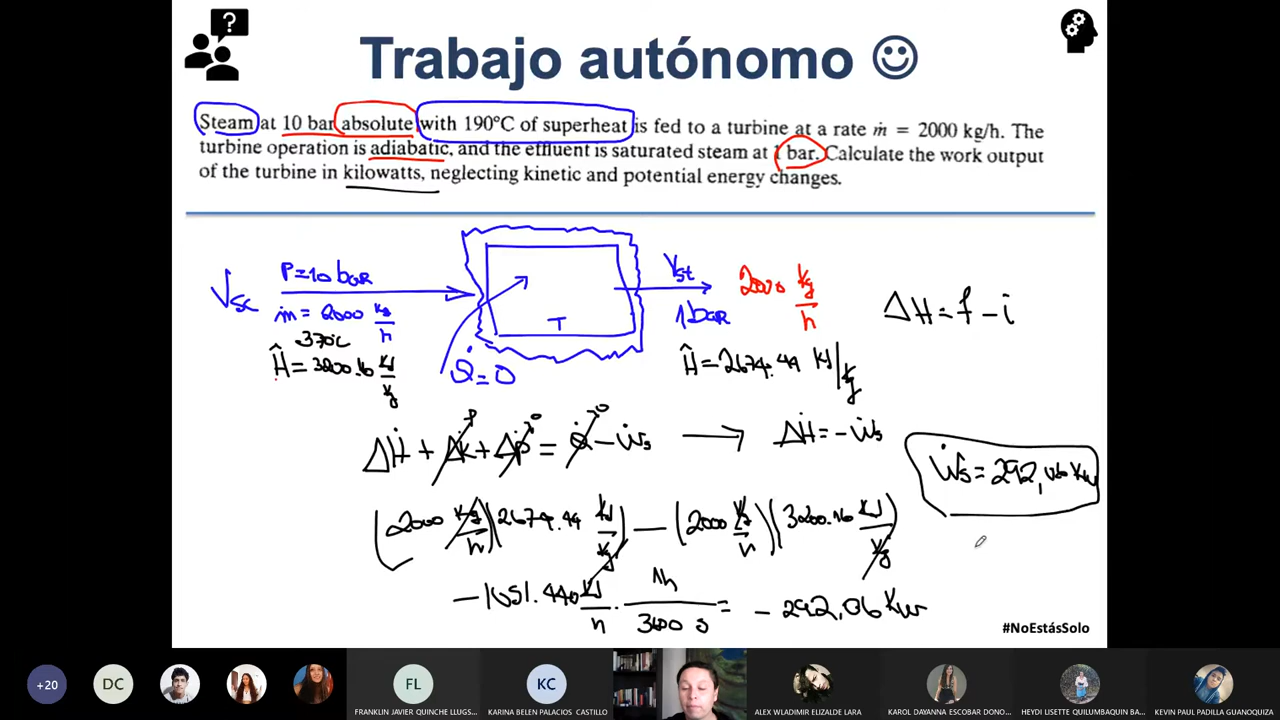 Trabajo autónomo
Steam at 10 bar absolute with 190°C of superheat is fed to a turbine at a rate ṁ = 2000 kg/h. The
turbine operation is adiabatic, and the effluent is saturated steam at 1 bar. Calculate the work output
of the turbine in kilowatts, neglecting kinetic and potential energy changes.
P=10 bar
Vsc
ṁ = 2000 kg/h
370°C
Ĥ = 3200.16 kJ/kg
T
Q̇=0
Vst
1 bar
2000 kg/h
Ĥ=2674.44 kJ/kg
ΔH=f-i
ΔḢ + Δk + Δp = Q̇ - Ẇs → ΔḢ = -Ẇs
Ẇs = 292,06 Kw
(2000 kg/h)(2674.44 kJ/kg) — (2000 kg/h)(3200.16 kJ/kg)
-1051.440 kJ/h · 1h/3600 s = - 292,06 Kw
#NoEstásSolo
+20
DC
FL
KC
FRANKLIN JAVIER QUINCHE LLUGS...
KARINA BELEN PALACIOS CASTILLO
ALEX WLADIMIR ELIZALDE LARA
KAROL DAYANNA ESCOBAR DONO...
HEYDI LISETTE QUILUMBAQUIN BA...
KEVIN PAUL PADILLA GUANOQUIZA